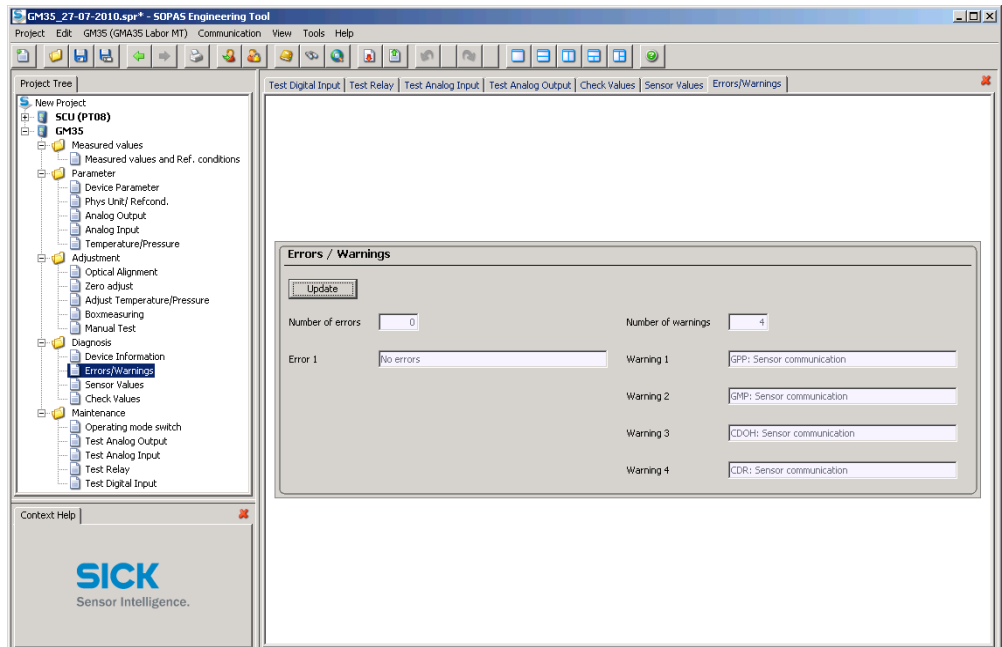 GM35_27-07-2010.spr* - SOPAS Engineering Tool
Project Edit GM35 (GMA35 Labor MT) Communication View Tools Help
Project Tree
New Project
SCU (PT08)
GM35
Measured values
Measured values and Ref. conditions
Parameter
Device Parameter
Phys Unit/ Refcond.
Analog Output
Analog Input
Temperature/Pressure
Adjustment
Optical Alignment
Zero adjust
Adjust Temperature/Pressure
Boxmeasuring
Manual Test
Diagnosis
Device Information
Errors/Warnings
Sensor Values
Check Values
Maintenance
Operating mode switch
Test Analog Output
Test Analog Input
Test Relay
Test Digital Input
Context Help
SICK
Sensor Intelligence.
Test Digital Input Test Relay Test Analog Input Test Analog Output Check Values Sensor Values Errors/Warnings
Errors / Warnings
Update
Number of errors 0 Number of warnings 4
Error 1 No errors Warning 1 GPP: Sensor communication
Warning 2 GMP: Sensor communication
Warning 3 CDOH: Sensor communication
Warning 4 CDR: Sensor communication